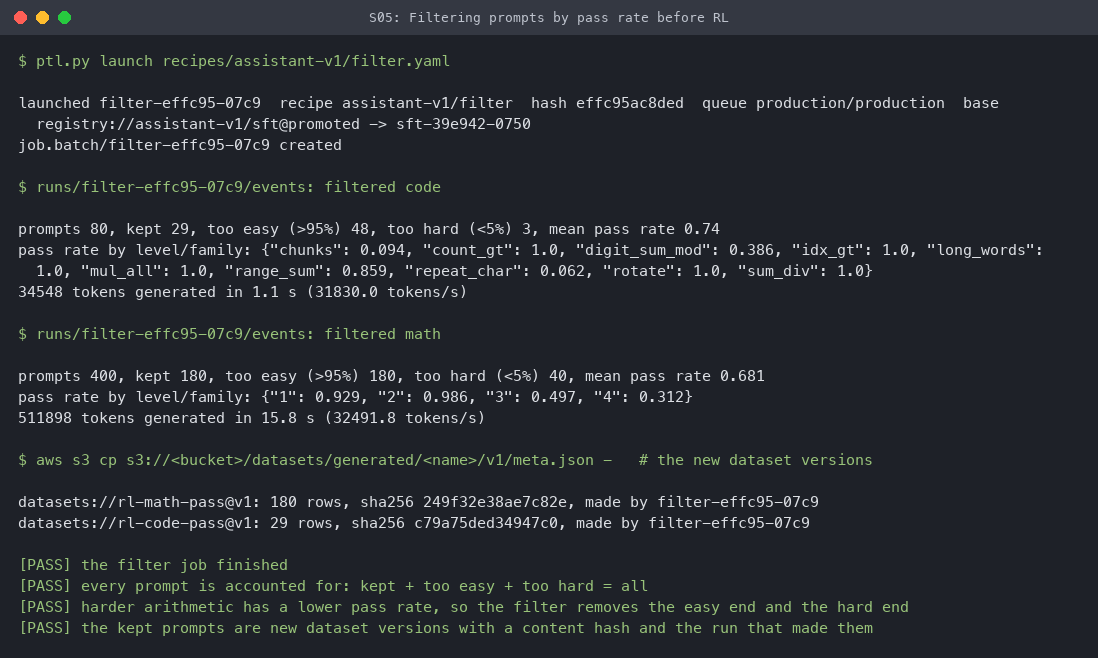 S05: Filtering prompts by pass rate before RL
$ ptl.py launch recipes/assistant-v1/filter.yaml
launched filter-effc95-07c9  recipe assistant-v1/filter  hash effc95ac8ded  queue production/production  base
registry://assistant-v1/sft@promoted -> sft-39e942-0750
job.batch/filter-effc95-07c9 created
$ runs/filter-effc95-07c9/events: filtered code
prompts 80, kept 29, too easy (>95%) 48, too hard (<5%) 3, mean pass rate 0.74
pass rate by level/family: {"chunks": 0.094, "count_gt": 1.0, "digit_sum_mod": 0.386, "idx_gt": 1.0, "long_words":
1.0, "mul_all": 1.0, "range_sum": 0.859, "repeat_char": 0.062, "rotate": 1.0, "sum_div": 1.0}
34548 tokens generated in 1.1 s (31830.0 tokens/s)
$ runs/filter-effc95-07c9/events: filtered math
prompts 400, kept 180, too easy (>95%) 180, too hard (<5%) 40, mean pass rate 0.681
pass rate by level/family: {"1": 0.929, "2": 0.986, "3": 0.497, "4": 0.312}
511898 tokens generated in 15.8 s (32491.8 tokens/s)
$ aws s3 cp s3://<bucket>/datasets/generated/<name>/v1/meta.json -   # the new dataset versions
datasets://rl-math-pass@v1: 180 rows, sha256 249f32e38ae7c82e, made by filter-effc95-07c9
datasets://rl-code-pass@v1: 29 rows, sha256 c79a75ded34947c0, made by filter-effc95-07c9
[PASS] the filter job finished
[PASS] every prompt is accounted for: kept + too easy + too hard = all
[PASS] harder arithmetic has a lower pass rate, so the filter removes the easy end and the hard end
[PASS] the kept prompts are new dataset versions with a content hash and the run that made them